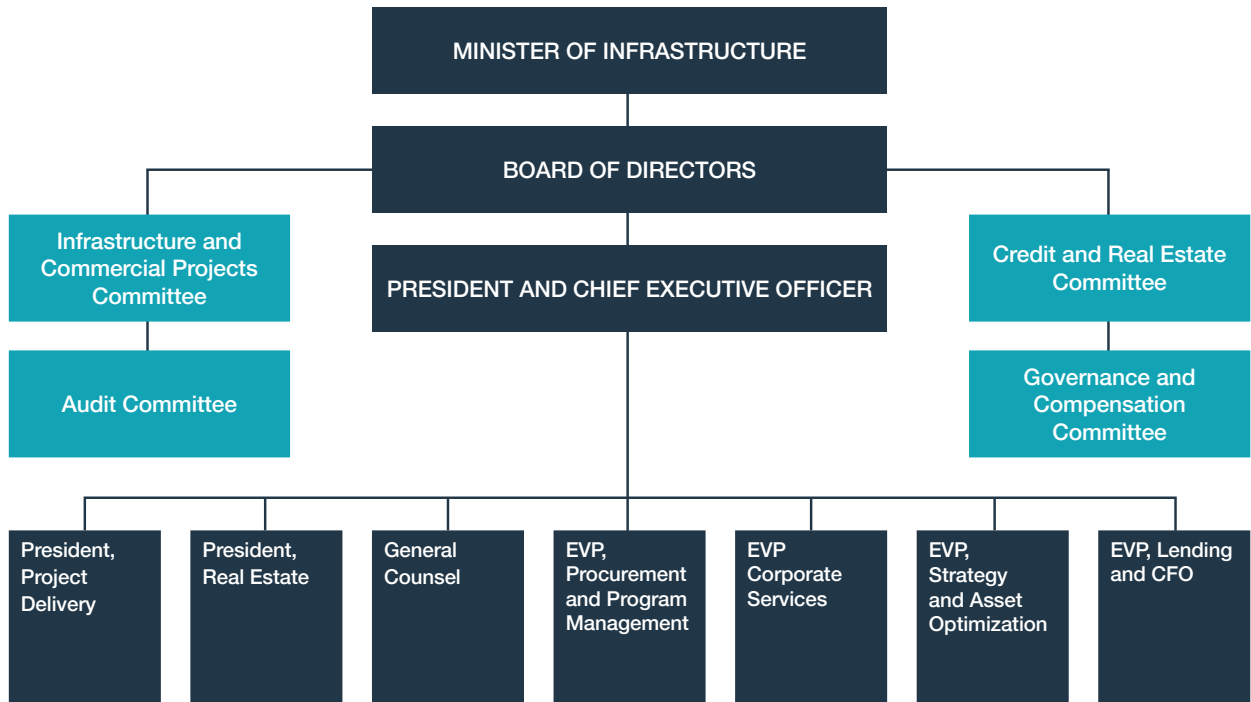 MINISTER OF INFRASTRUCTURE
BOARD OF DIRECTORS
Infrastructure and
Commercial Projects
Committee
PRESIDENT AND CHIEF EXECUTIVE OFFICER
Credit and Real Estate
Committee
Audit Committee
Governance and
Compensation
Committee
President,
Project
Delivery
President,
Real Estate
General
Counsel
EVP,
Procurement
and Program
Management
EVP
Corporate
Services
EVP,
Strategy
and Asset
Optimization
EVP, Lending
and CFO